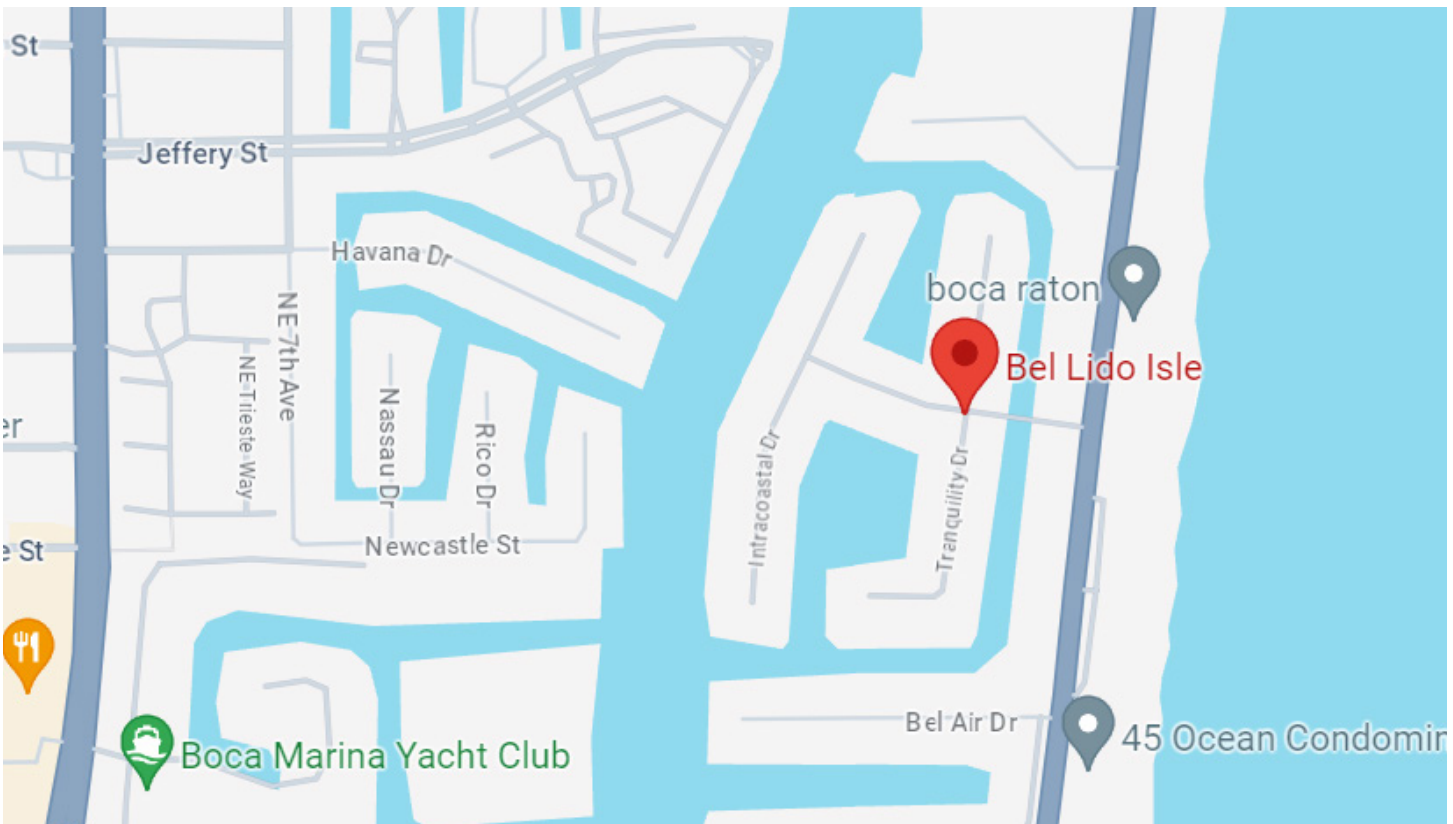 St
Jeffery St
Havana Dr
boca raton
NE 7th Ave
Bel Lido Isle
NE Trieste Way
Nassau Dr
Rico Dr
er
Intracoastal Dr
Tranquility Dr
e St
Newcastle St
Bel Air Dr
45 Ocean Condomin
Boca Marina Yacht Club